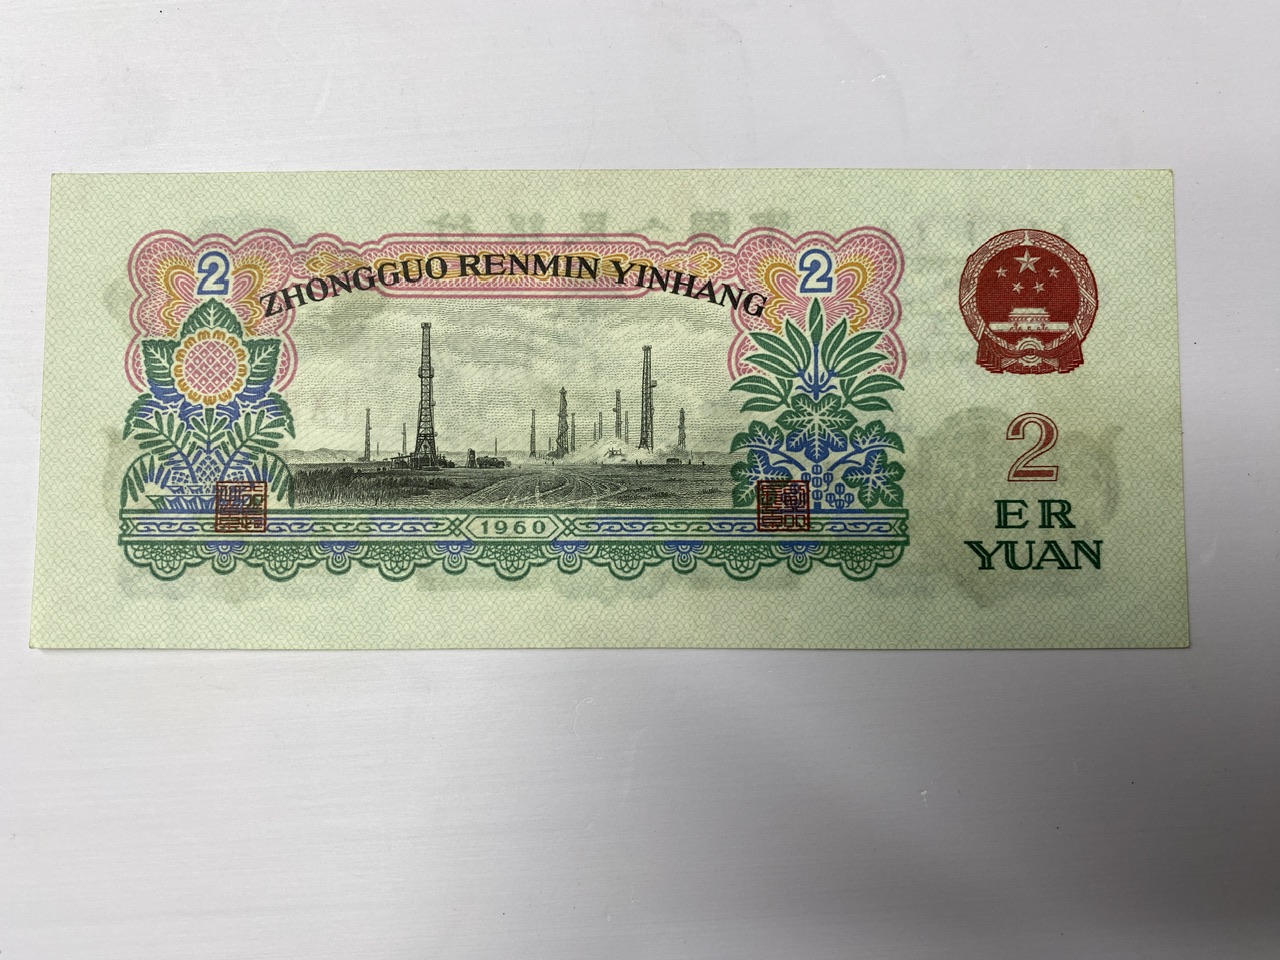 2 2
ZHONGGUO RENMIN YINHANG
1960
2
ER
YUAN